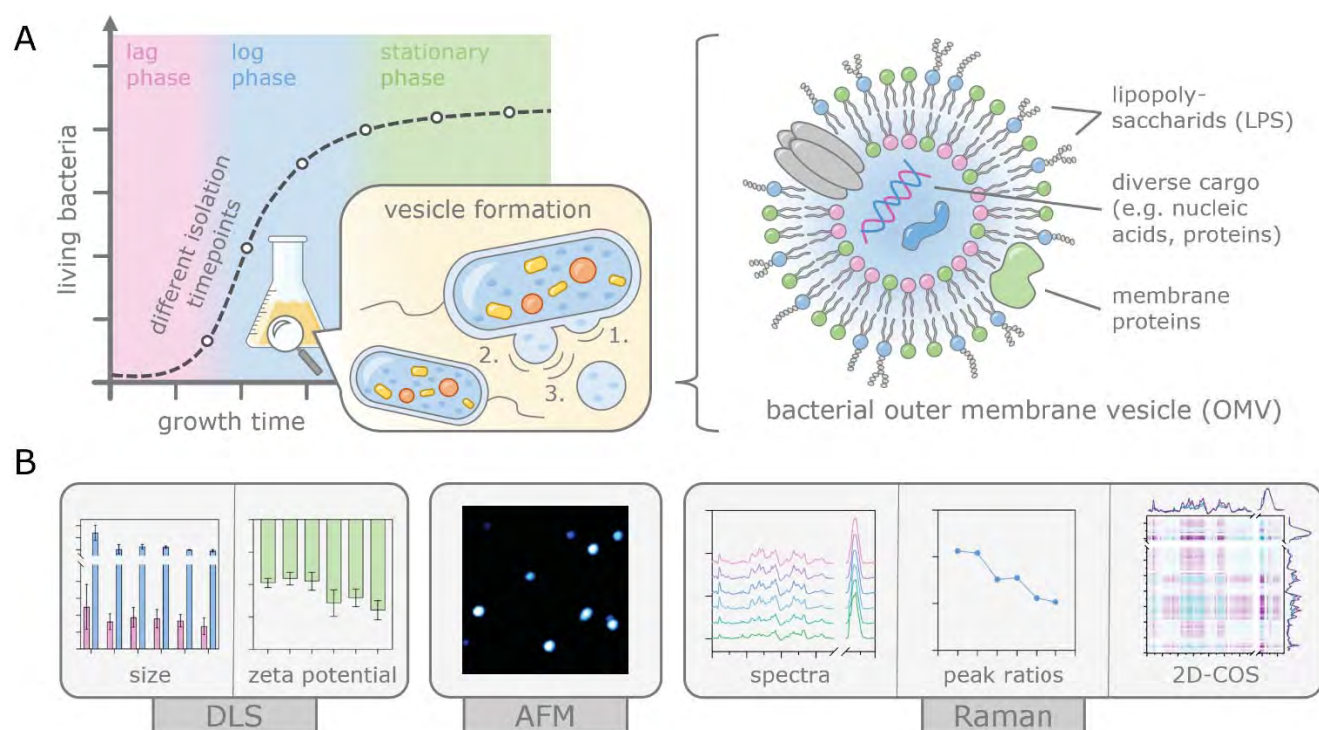 A
lag
phase
log
phase
stationary
phase
living bacteria
different isolation
timepoints
growth time
vesicle formation
1.
2.
3.
lipopoly-
saccharids (LPS)
diverse cargo
(e.g. nucleic
acids, proteins)
membrane
proteins
bacterial outer membrane vesicle (OMV)
B
size
zeta potential
spectra
peak ratios
2D-COS
DLS
AFM
Raman